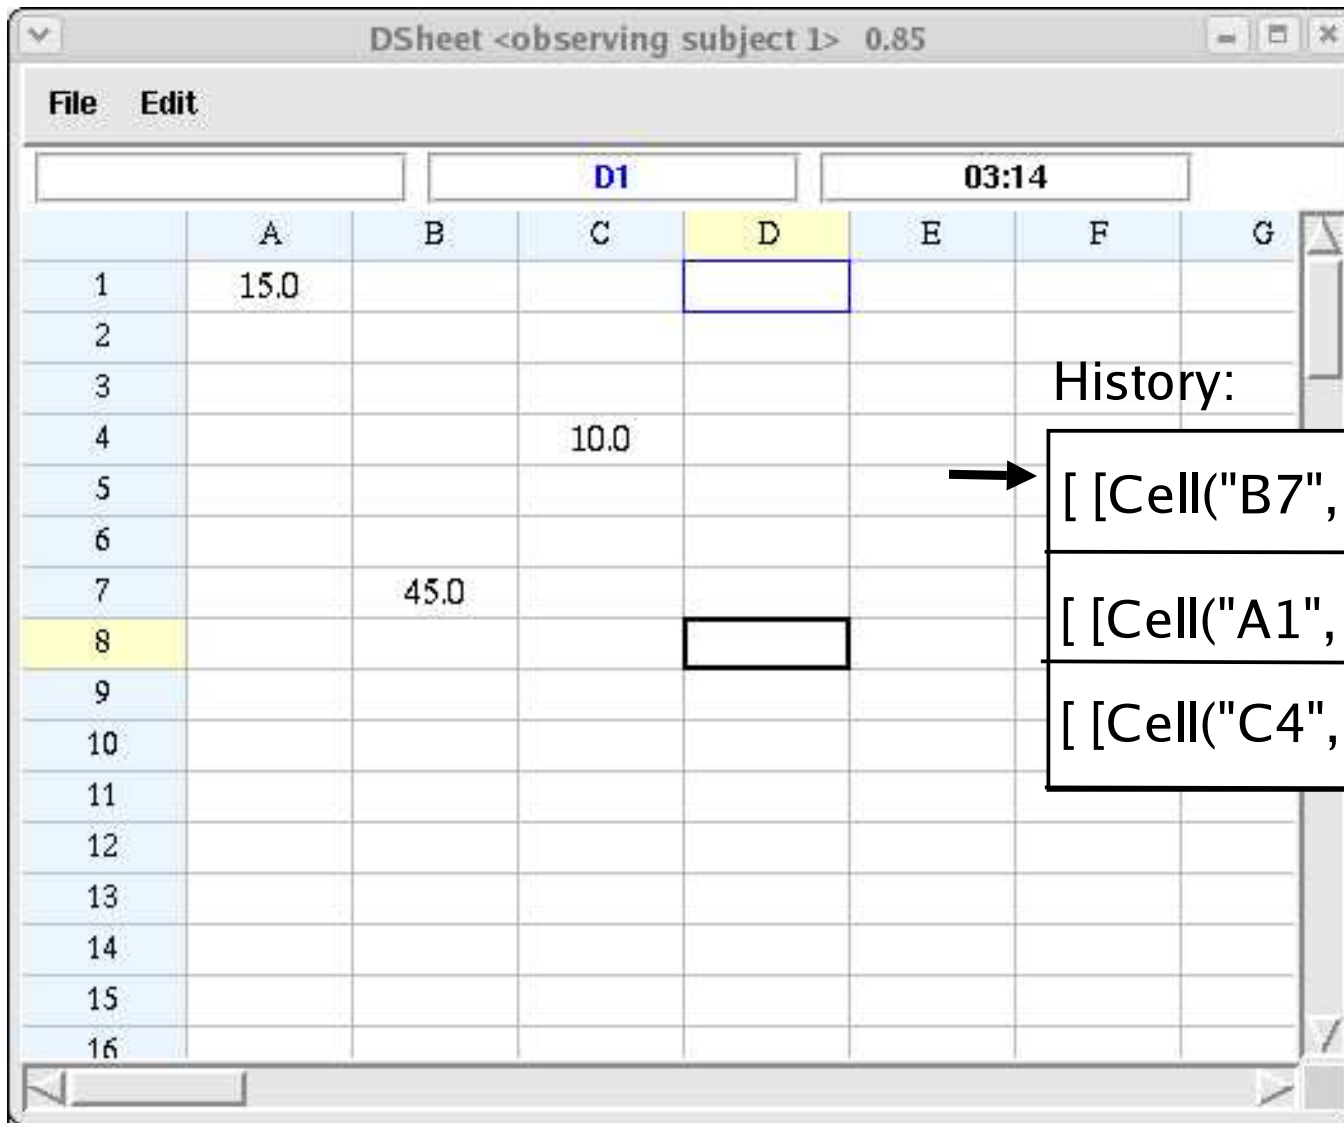 DSheet <observing subject 1> 0.85
File Edit
D1 03:14
A B C D E F G
1 15.0
2
3
History:
4 10.0
5
[ [Cell("B7",
6
7 45.0
[ [Cell("A1",
8
9
[ [Cell("C4",
10
11
12
13
14
15
16